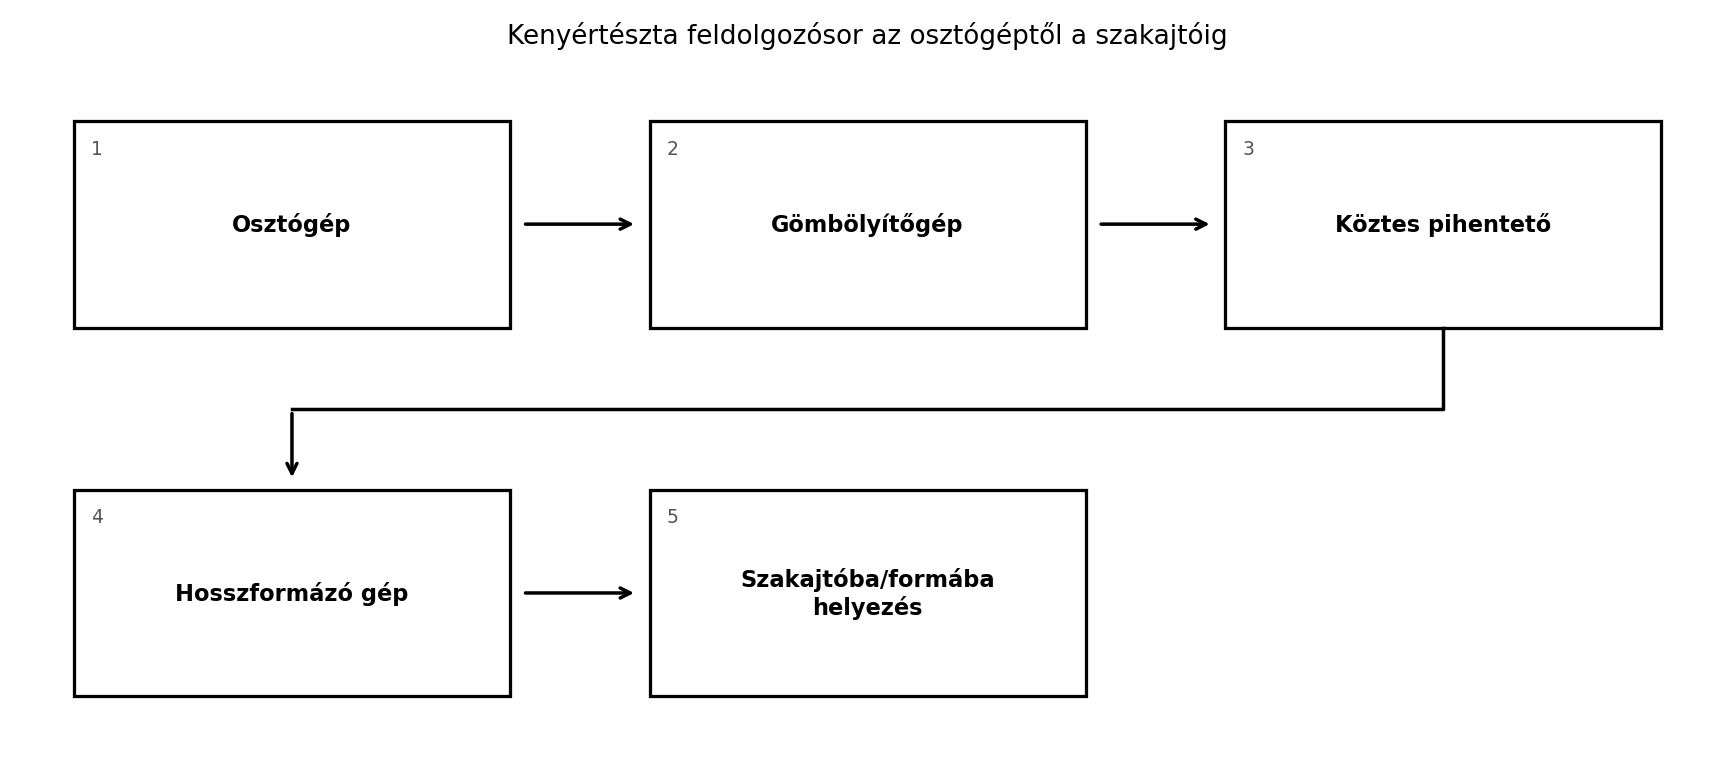 Kenyértészta feldolgozósor az osztógéptől a szakajtóig
1
Osztógép
2
Gömbölyítőgép
3
Köztes pihentető
4
Hosszformázó gép
5
Szakajtóba/formába
helyezés